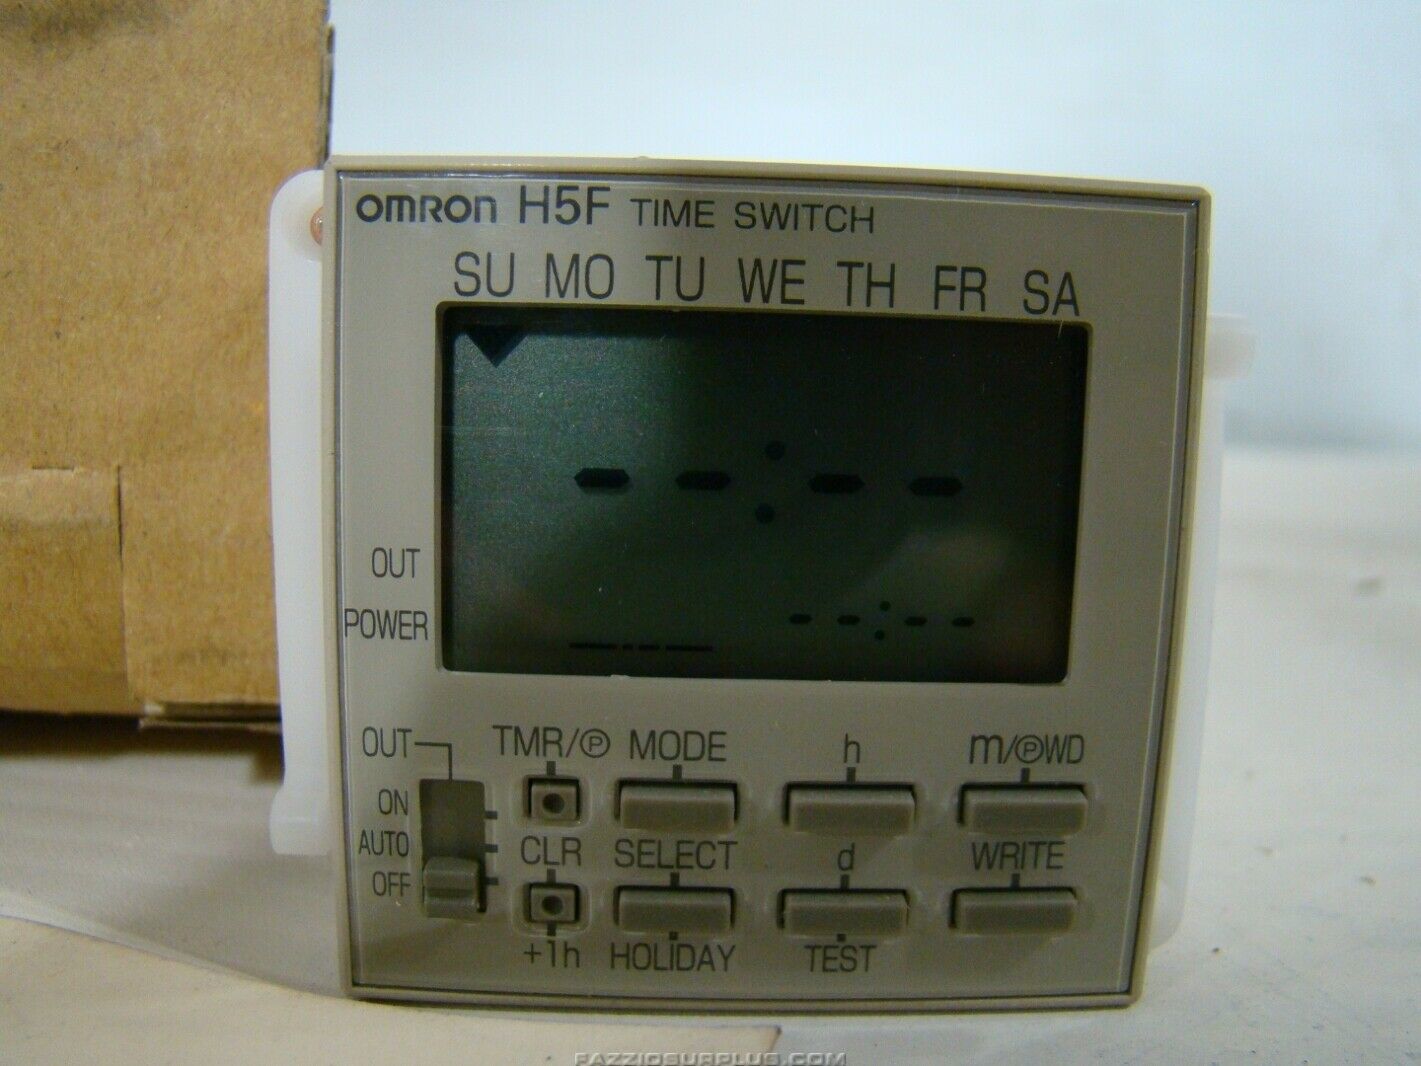 omron H5F TIME SWITCH
SU MO TU WE TH FR SA
--:--
OUT
POWER
--:--
OUT
TMR/Ⓟ MODE h m/ⓅWD
ON
AUTO
OFF
CLR SELECT d WRITE
+1h HOLIDAY TEST
FAZZIOSURPLUS.COM